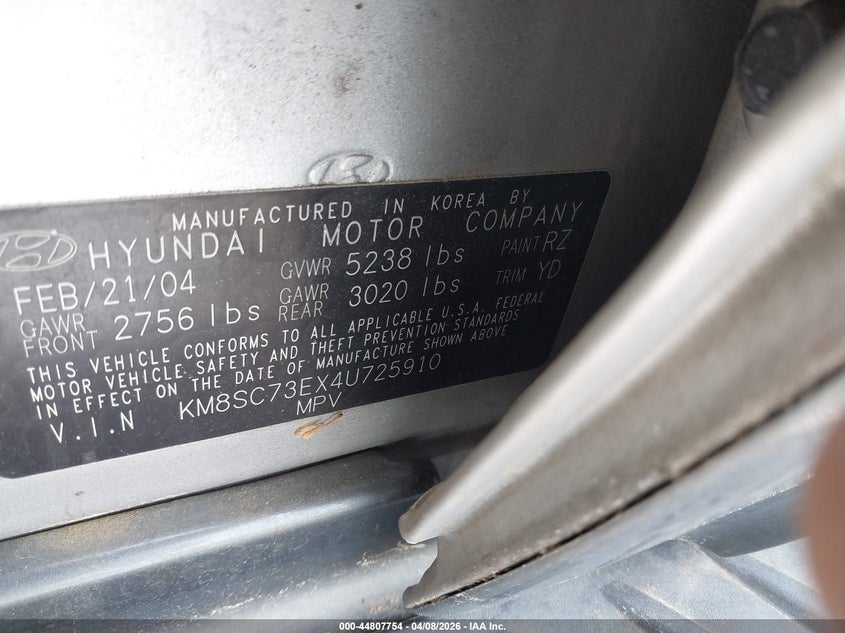 MANUFACTURED IN KOREA BY
HYUNDAI MOTOR COMPANY
FEB/21/04 GVWR 5238 lbs PAINT RZ
GAWR FRONT 2756 lbs GAWR REAR 3020 lbs TRIM YD
THIS VEHICLE CONFORMS TO ALL APPLICABLE U.S.A. FEDERAL
MOTOR VEHICLE SAFETY AND THEFT PREVENTION STANDARDS
IN EFFECT ON THE DATE OF MANUFACTURE SHOWN ABOVE
V.I.N KM8SC73EX4U725910
MPV
000-44807754 - 04/08/2026 - IAA Inc.